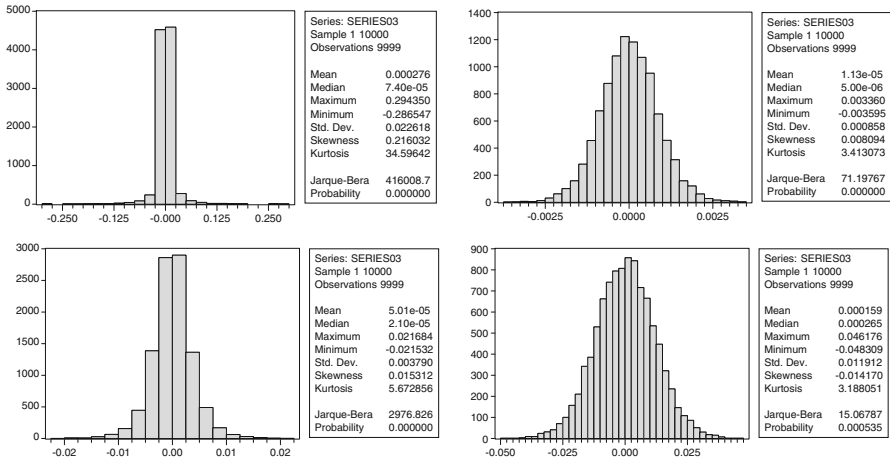 5000
4000
3000
2000
1000
0
-0.250 -0.125 -0.000 0.125 0.250
Series: SERIES03
Sample 1 10000
Observations 9999
Mean 0.000276
Median 7.40e-05
Maximum 0.294350
Minimum -0.286547
Std. Dev. 0.022618
Skewness 0.216032
Kurtosis 34.59642
Jarque-Bera 416008.7
Probability 0.000000
1400
1200
1000
800
600
400
200
0
-0.0025 0.0000 0.0025
Series: SERIES03
Sample 1 10000
Observations 9999
Mean 1.13e-05
Median 5.00e-06
Maximum 0.003360
Minimum -0.003595
Std. Dev. 0.000858
Skewness 0.008094
Kurtosis 3.413073
Jarque-Bera 71.19767
Probability 0.000000
3000
2500
2000
1500
1000
500
0
-0.02 -0.01 0.00 0.01 0.02
Series: SERIES03
Sample 1 10000
Observations 9999
Mean 5.01e-05
Median 2.10e-05
Maximum 0.021684
Minimum -0.021532
Std. Dev. 0.003790
Skewness 0.015312
Kurtosis 5.672856
Jarque-Bera 2976.826
Probability 0.000000
900
800
700
600
500
400
300
200
100
0
-0.050 -0.025 -0.000 0.025
Series: SERIES03
Sample 1 10000
Observations 9999
Mean 0.000159
Median 0.000265
Maximum 0.046176
Minimum -0.048309
Std. Dev. 0.011912
Skewness -0.014170
Kurtosis 3.188051
Jarque-Bera 15.06787
Probability 0.000535